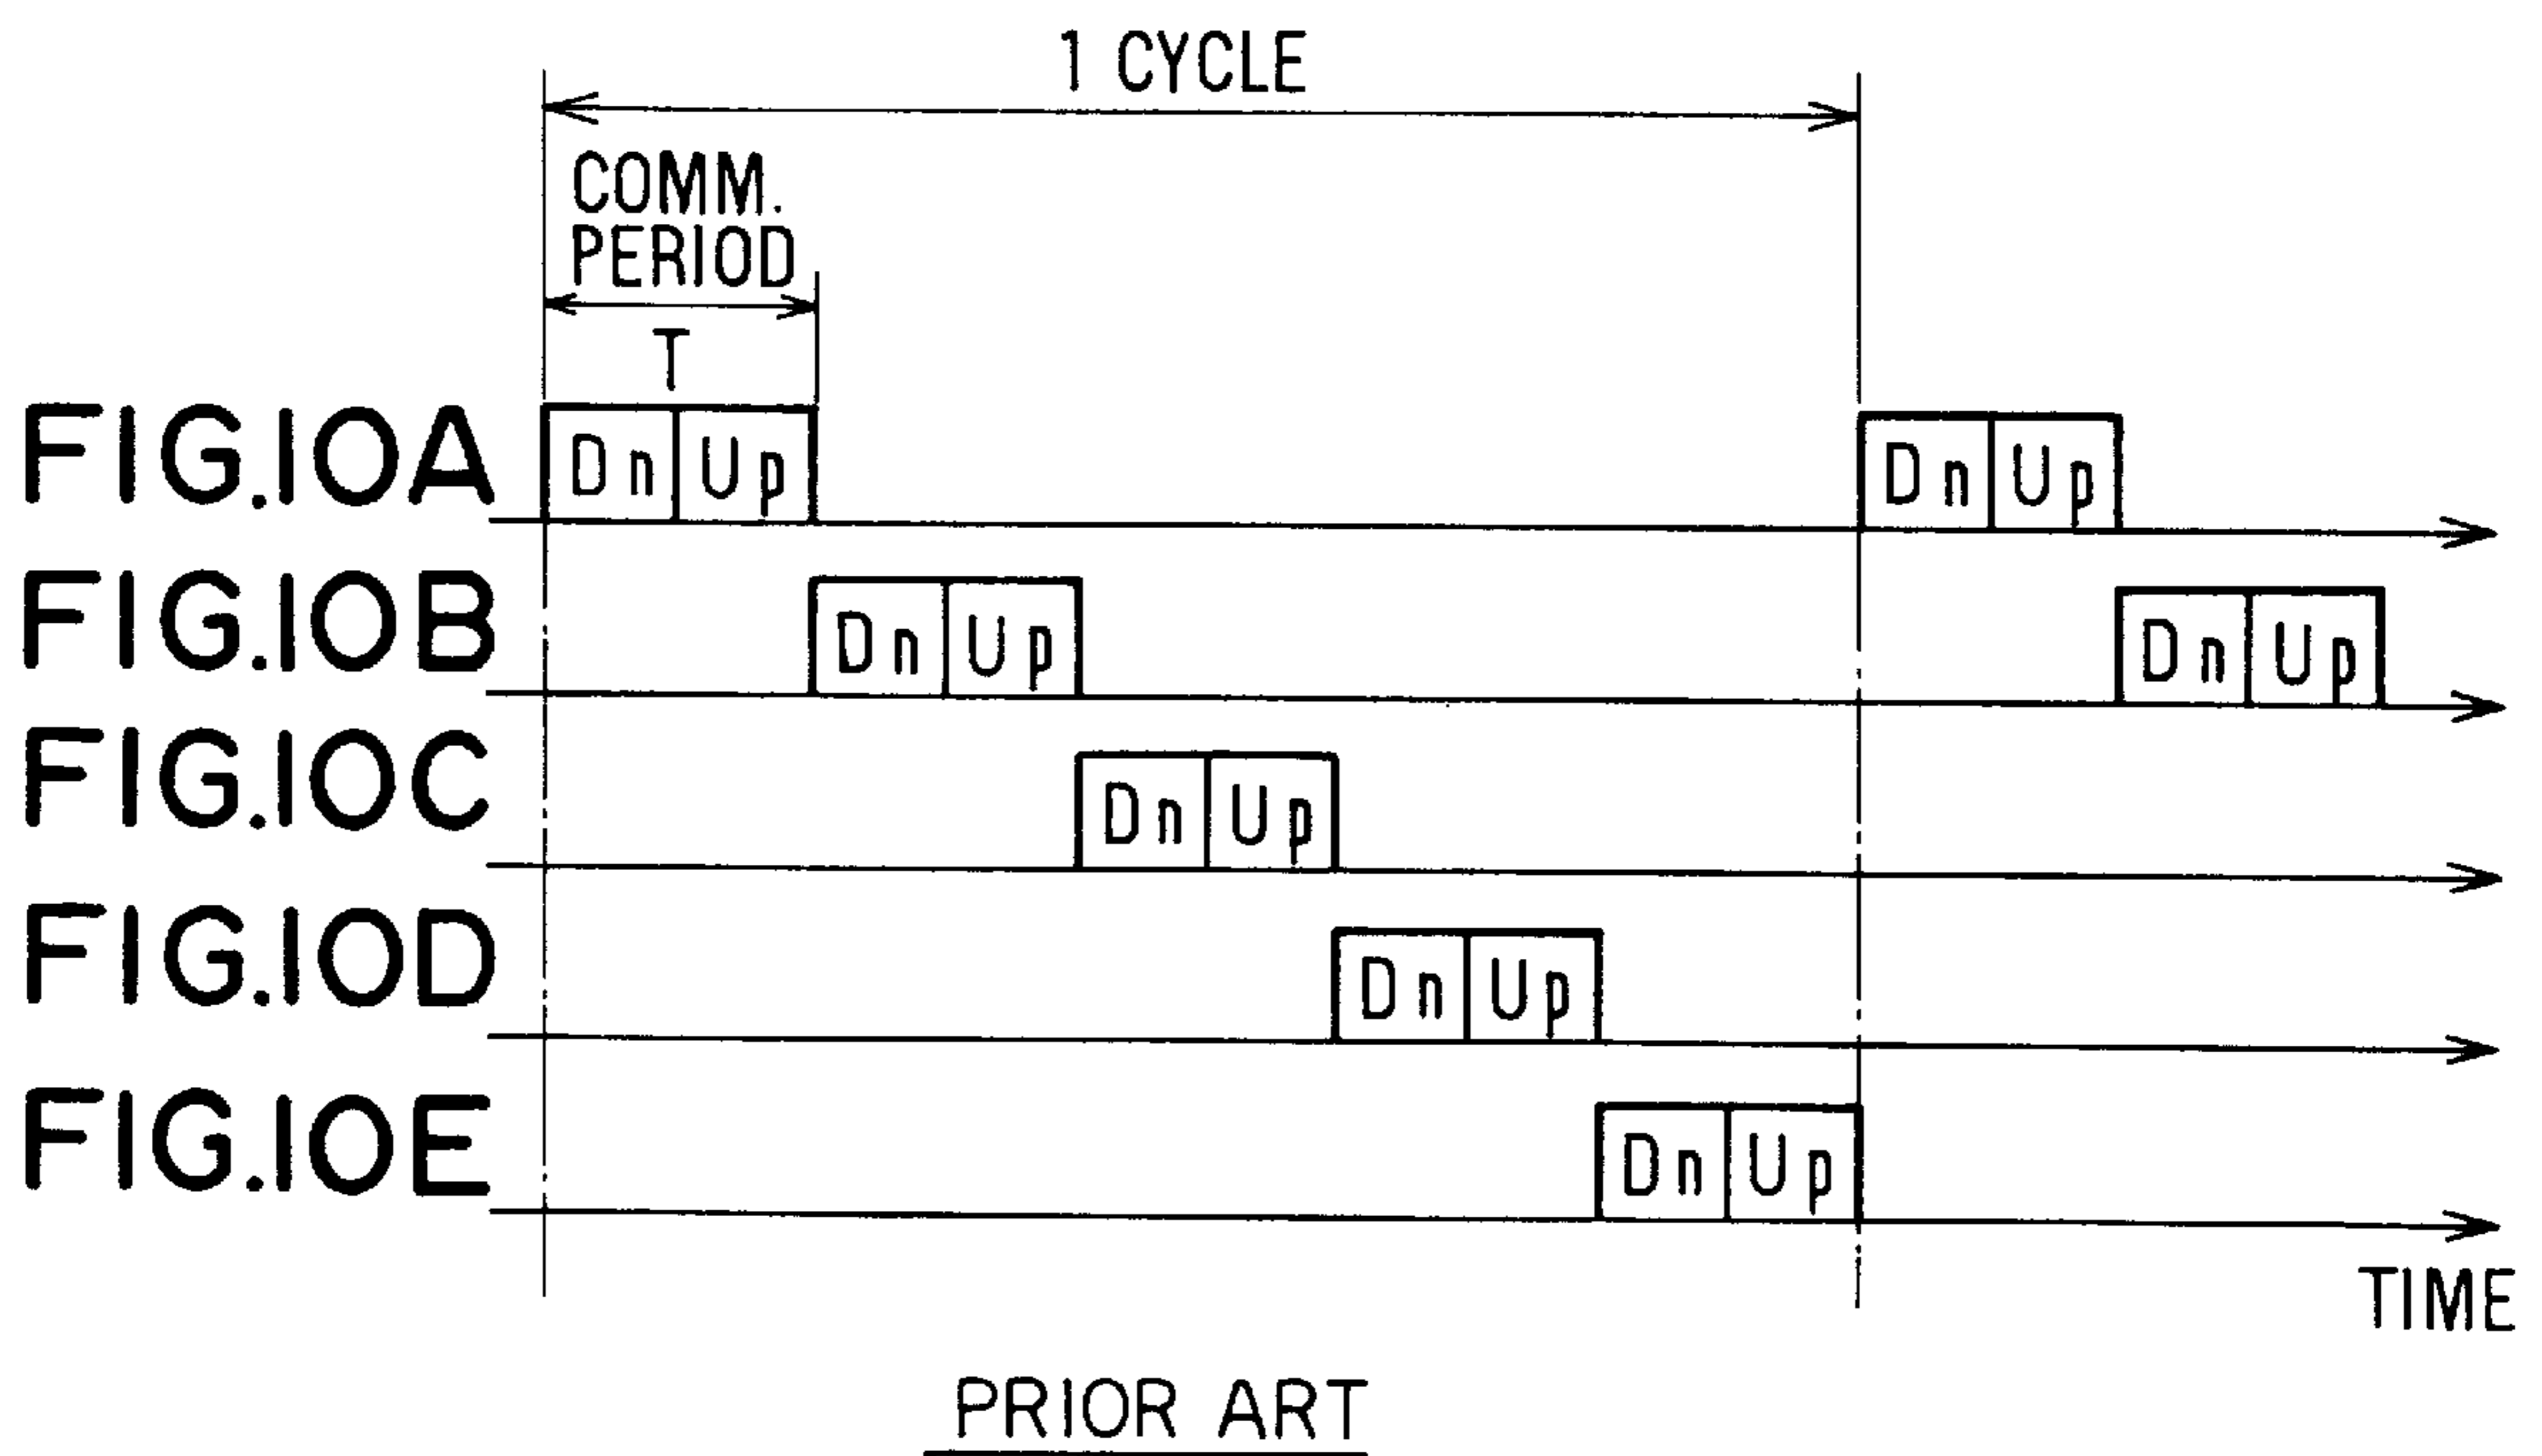 1 CYCLE
COMM.
PERIOD
T
FIG.10A
Dn Up
Dn Up
FIG.10B
Dn Up
Dn Up
FIG.10C
Dn Up
FIG.10D
Dn Up
FIG.10E
Dn Up
TIME
PRIOR ART